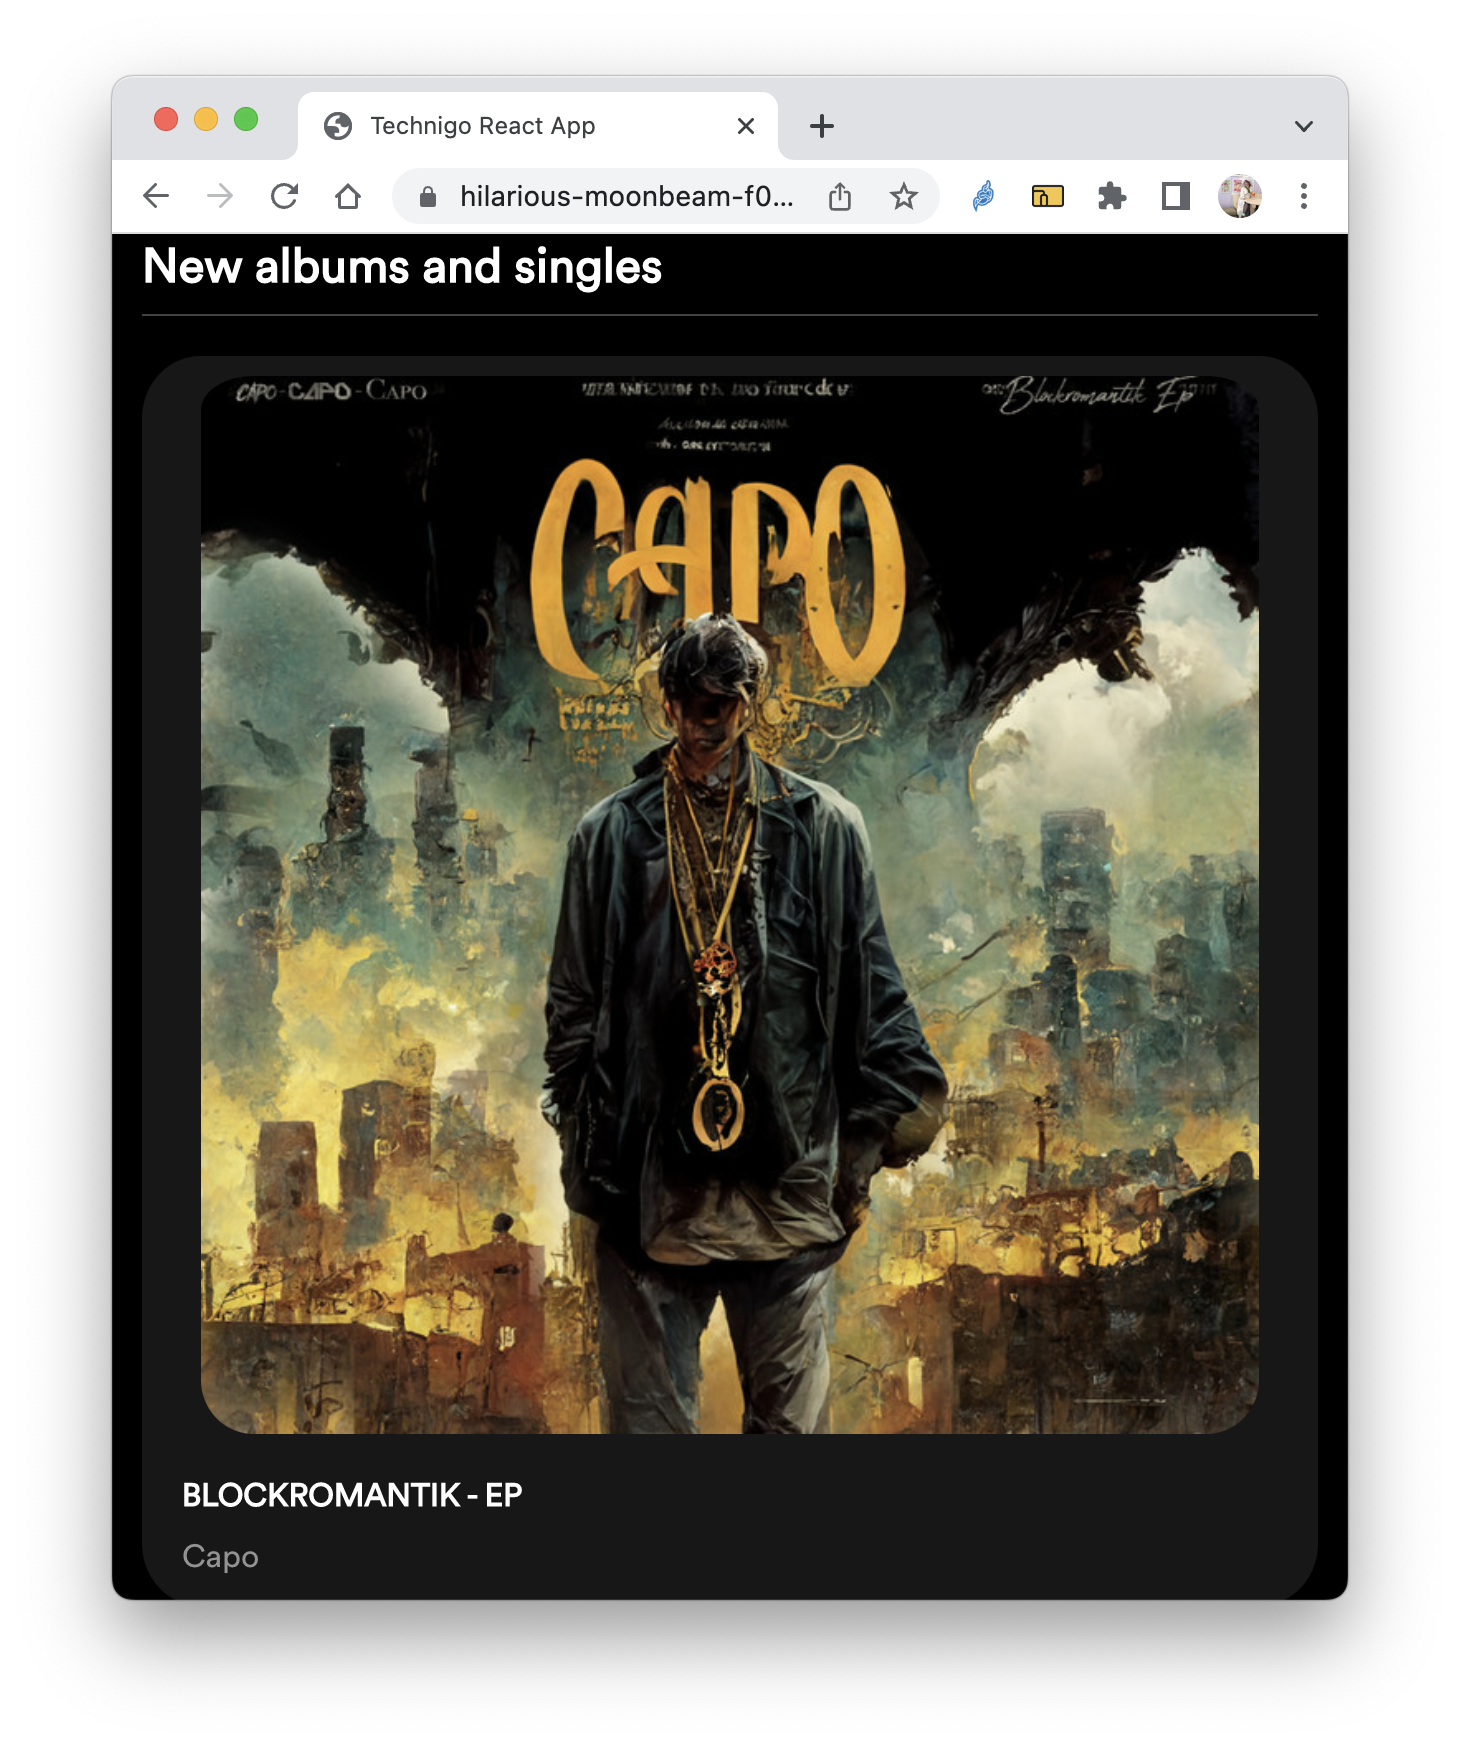 Technigo React App
hilarious-moonbeam-f0...
New albums and singles
CAPO - CAPO - CAPO
Blockromantik Ep
CAPO
BLOCKROMANTIK - EP
Capo